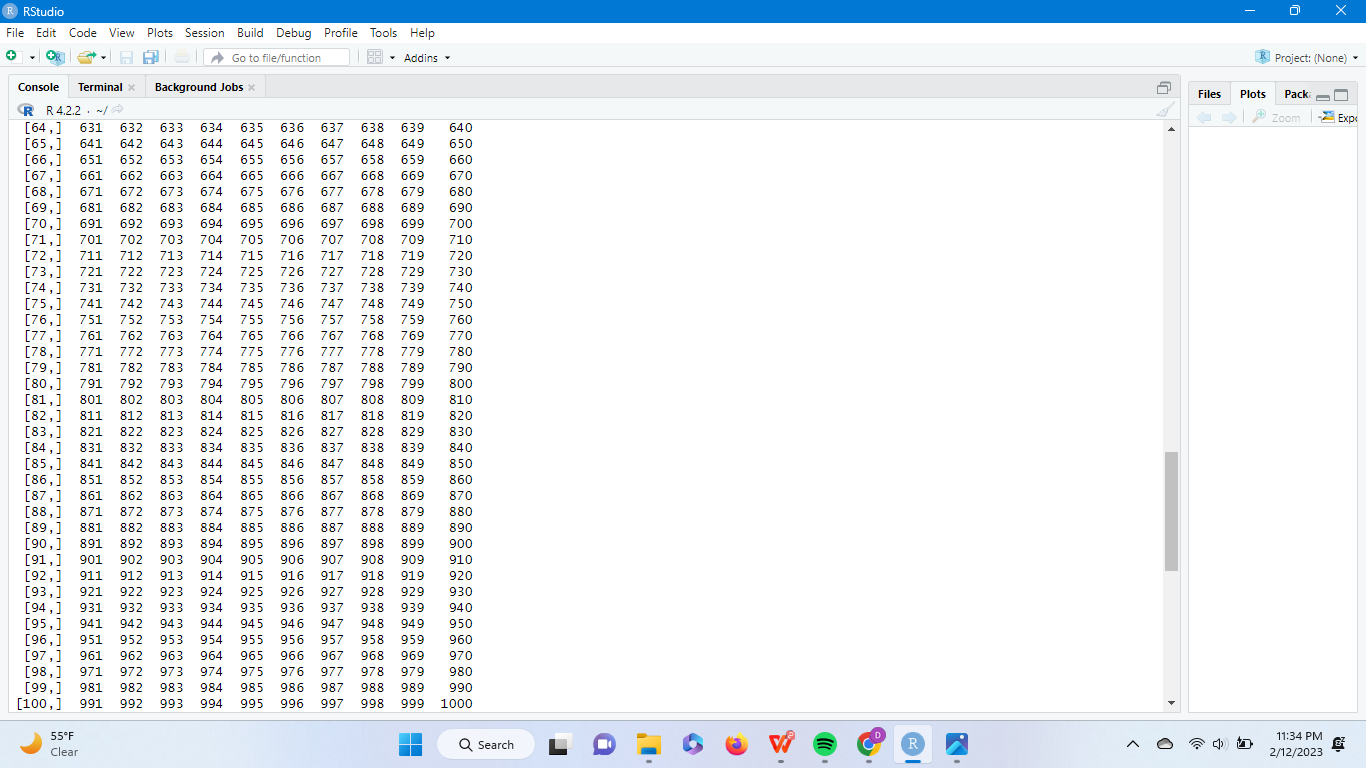 RStudio
File Edit Code View Plots Session Build Debug Profile Tools Help
Go to file/function Addins Project: (None)
Console Terminal Background Jobs Files Plots Pack
R 4.2.2 · ~/ Zoom Expo
[64,] 631 632 633 634 635 636 637 638 639 640
[65,] 641 642 643 644 645 646 647 648 649 650
[66,] 651 652 653 654 655 656 657 658 659 660
[67,] 661 662 663 664 665 666 667 668 669 670
[68,] 671 672 673 674 675 676 677 678 679 680
[69,] 681 682 683 684 685 686 687 688 689 690
[70,] 691 692 693 694 695 696 697 698 699 700
[71,] 701 702 703 704 705 706 707 708 709 710
[72,] 711 712 713 714 715 716 717 718 719 720
[73,] 721 722 723 724 725 726 727 728 729 730
[74,] 731 732 733 734 735 736 737 738 739 740
[75,] 741 742 743 744 745 746 747 748 749 750
[76,] 751 752 753 754 755 756 757 758 759 760
[77,] 761 762 763 764 765 766 767 768 769 770
[78,] 771 772 773 774 775 776 777 778 779 780
[79,] 781 782 783 784 785 786 787 788 789 790
[80,] 791 792 793 794 795 796 797 798 799 800
[81,] 801 802 803 804 805 806 807 808 809 810
[82,] 811 812 813 814 815 816 817 818 819 820
[83,] 821 822 823 824 825 826 827 828 829 830
[84,] 831 832 833 834 835 836 837 838 839 840
[85,] 841 842 843 844 845 846 847 848 849 850
[86,] 851 852 853 854 855 856 857 858 859 860
[87,] 861 862 863 864 865 866 867 868 869 870
[88,] 871 872 873 874 875 876 877 878 879 880
[89,] 881 882 883 884 885 886 887 888 889 890
[90,] 891 892 893 894 895 896 897 898 899 900
[91,] 901 902 903 904 905 906 907 908 909 910
[92,] 911 912 913 914 915 916 917 918 919 920
[93,] 921 922 923 924 925 926 927 928 929 930
[94,] 931 932 933 934 935 936 937 938 939 940
[95,] 941 942 943 944 945 946 947 948 949 950
[96,] 951 952 953 954 955 956 957 958 959 960
[97,] 961 962 963 964 965 966 967 968 969 970
[98,] 971 972 973 974 975 976 977 978 979 980
[99,] 981 982 983 984 985 986 987 988 989 990
[100,] 991 992 993 994 995 996 997 998 999 1000
55°F
Clear
Search
11:34 PM
2/12/2023